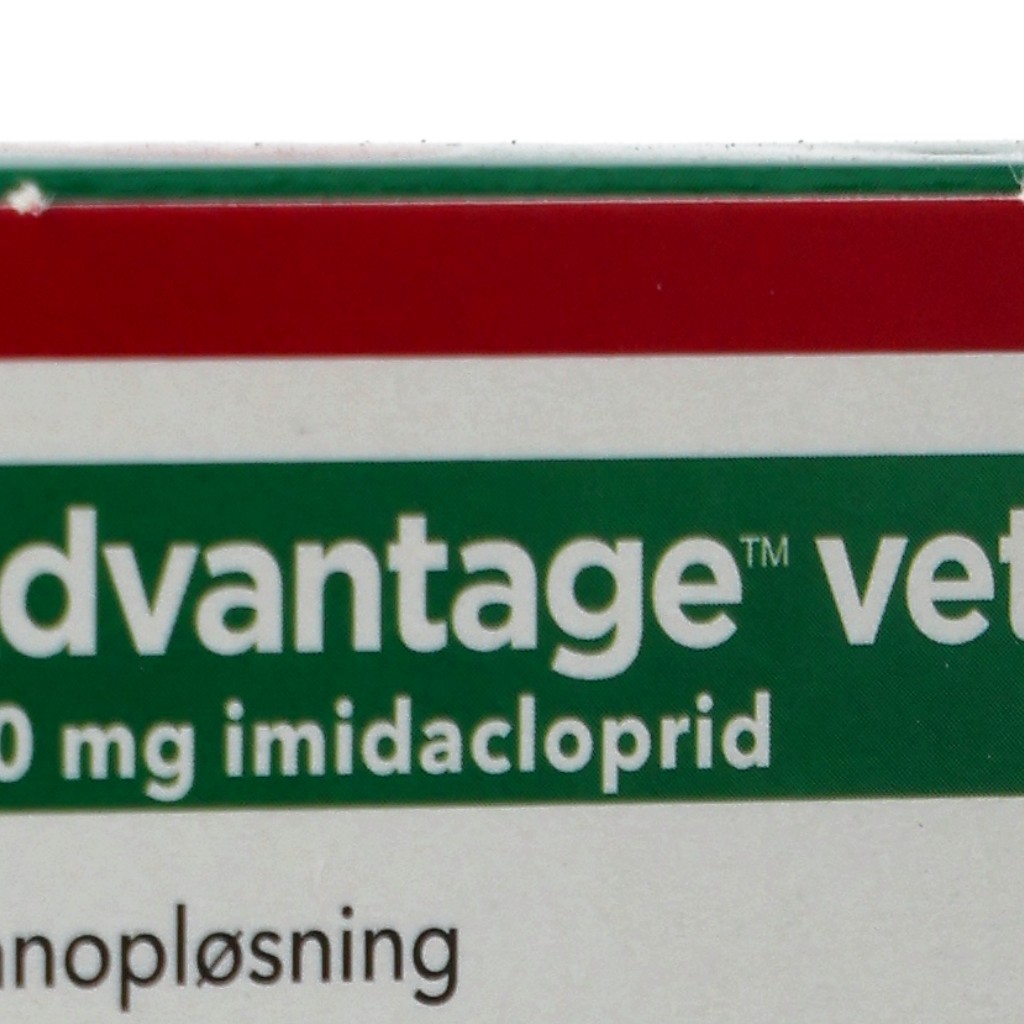 dvantage™ vet
0 mg imidacloprid
nopløsning